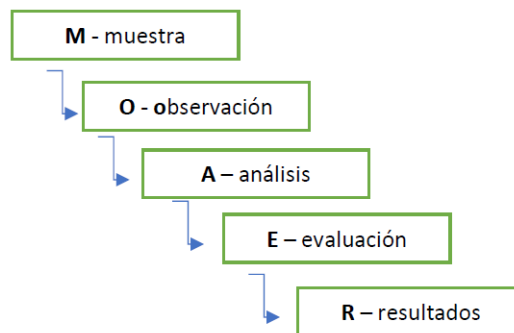 M - muestra
O - observación
A – análisis
E – evaluación
R – resultados